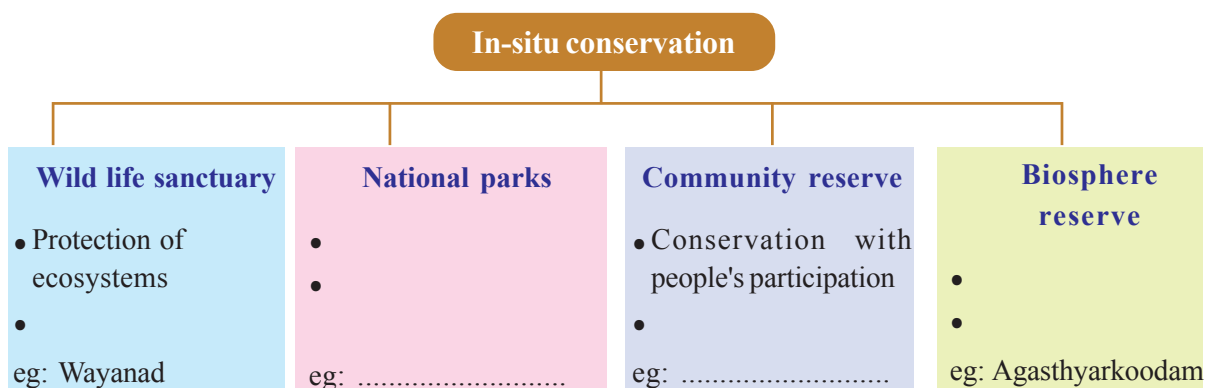 In-situ conservation
Wild life sanctuary
● Protection of
ecosystems
●
eg: Wayanad
National parks
●
●
eg: ..............................
Community reserve
● Conservation with
people's participation
●
eg: ..............................
Biosphere
reserve
●
●
eg: Agasthyarkoodam